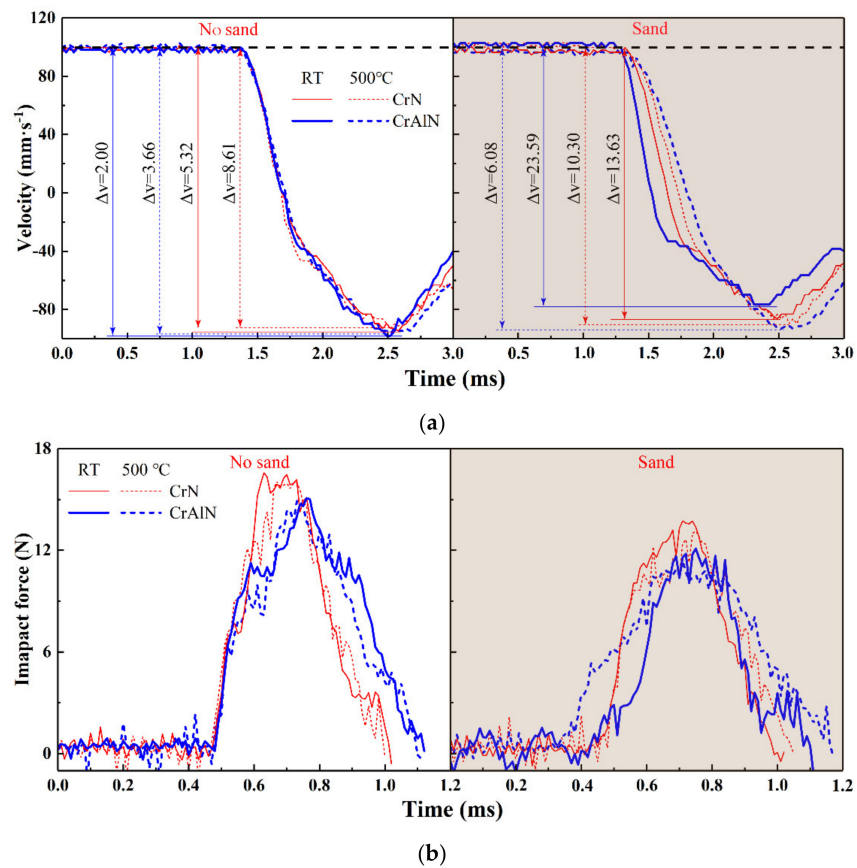 No sand
Sand
RT 500℃
CrN
CrAlN
Velocity (mm·s⁻¹)
120
80
40
0
-40
-80
Δv=2.00
Δv=3.66
Δv=5.32
Δv=8.61
Δv=6.08
Δv=23.59
Δv=10.30
Δv=13.63
0.0 0.5 1.0 1.5 2.0 2.5 3.0 0.5 1.0 1.5 2.0 2.5 3.0
Time (ms)
Time (ms)
(a)
No sand
Sand
RT 500 ℃
CrN
CrAlN
Imapact force (N)
18
12
6
0
0.0 0.2 0.4 0.6 0.8 1.0 1.2 0.2 0.4 0.6 0.8 1.0 1.2
Time (ms)
Time (ms)
(b)